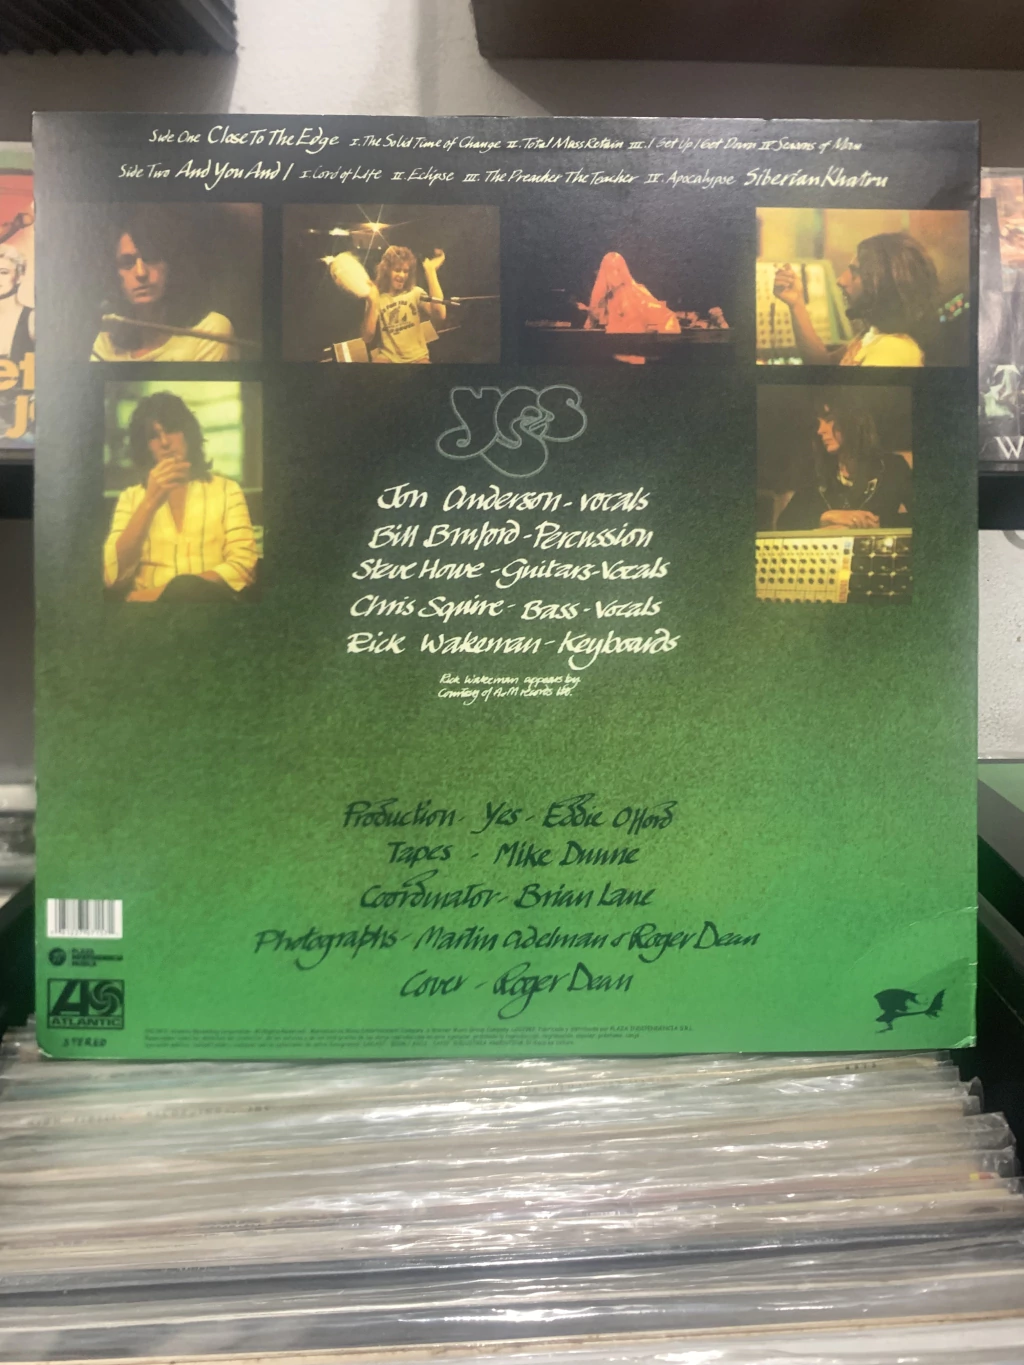 Side One Close To The Edge I. The Solid Time of Change II. Total Mass Retain III. I Get Up I Get Down IV Seasons of Man
Side Two And You And I I. Cord of Life II. Eclipse III. The Preacher The Teacher IV. Apocalypse Siberian Khatru
YES
Jon Anderson - vocals
Bill Bruford - Percussion
Steve Howe - Guitars - Vocals
Chris Squire - Bass - Vocals
Rick Wakeman - Keyboards
Rick Wakeman appears by
Courtesy of A&M records Ltd.
Production - Yes - Eddie Offord
Tapes - Mike Dunne
Coordinator - Brian Lane
Photographs - Martin Adelman & Roger Dean
Cover - Roger Dean
PLAZA
INDEPENDENCIA
MUSICA
ATLANTIC
STEREO